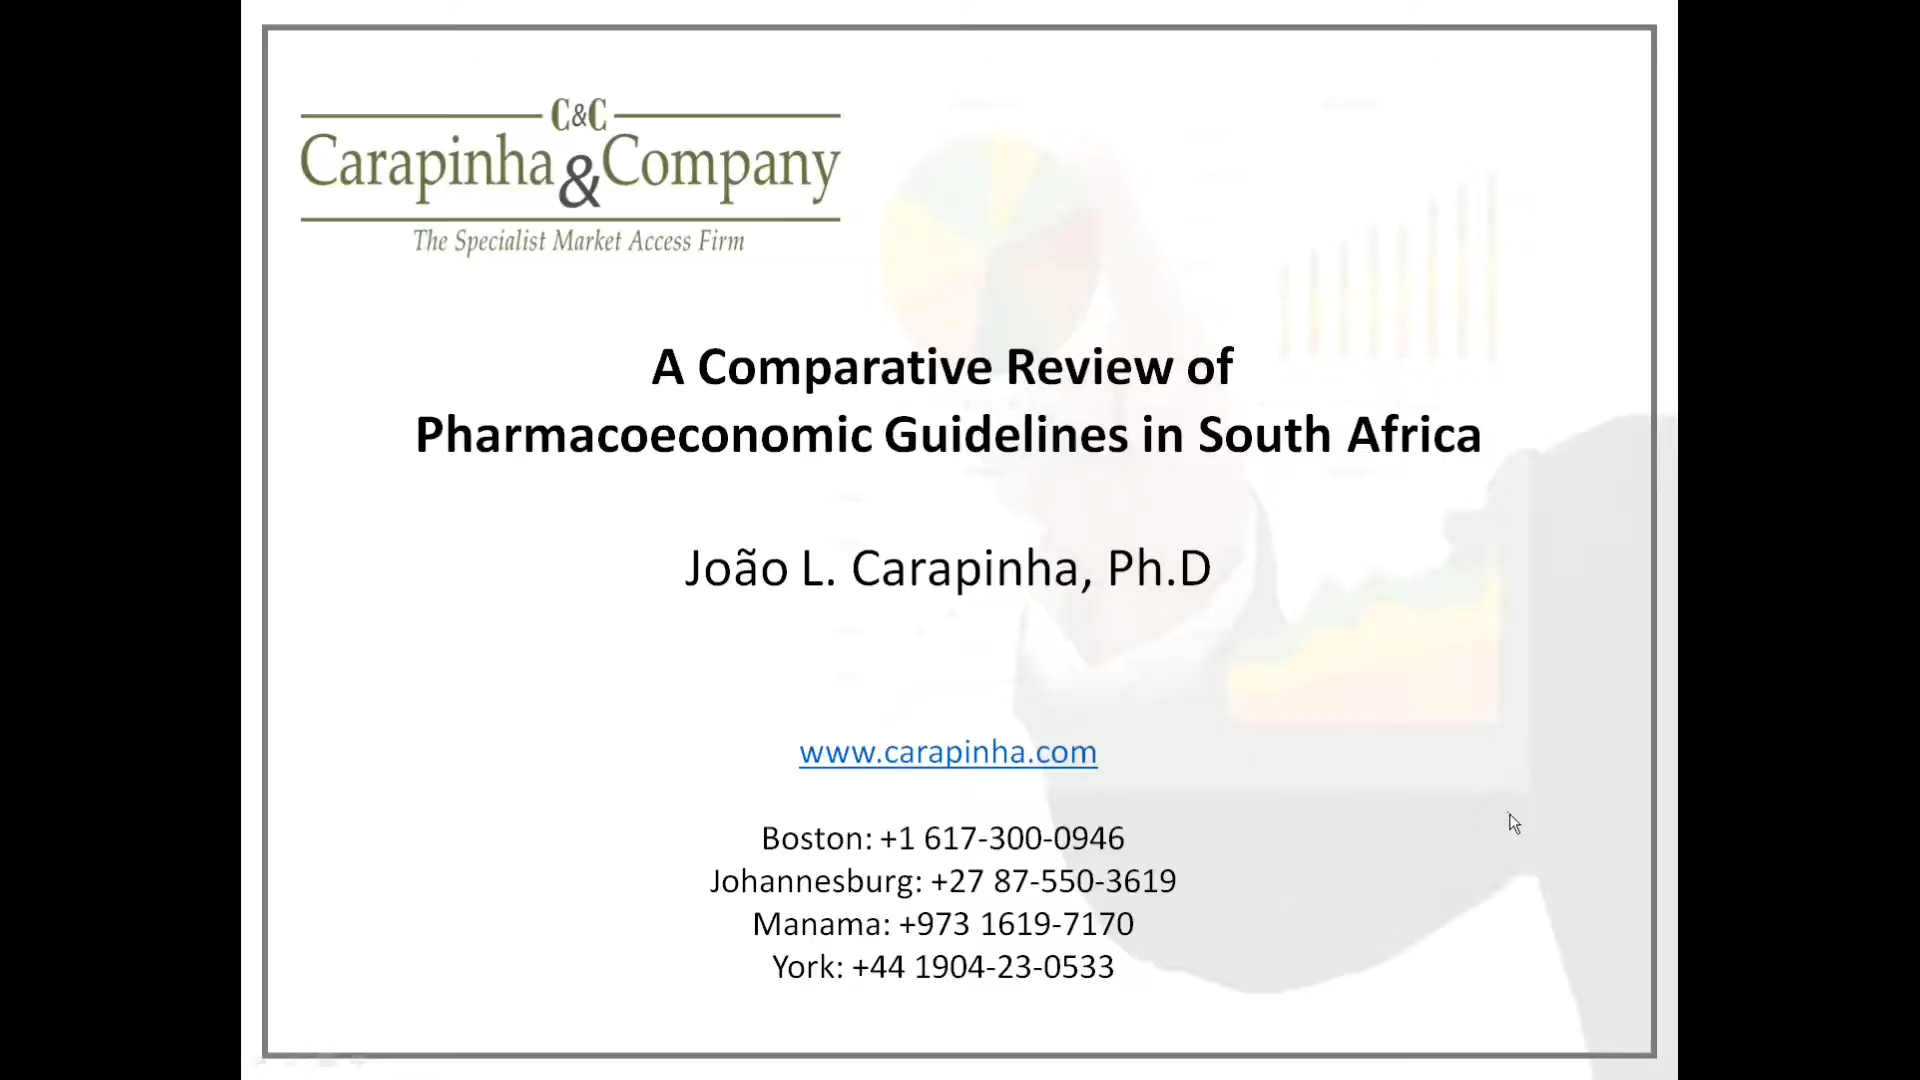 C&C
Carapinha & Company
The Specialist Market Access Firm
A Comparative Review of
Pharmacoeconomic Guidelines in South Africa
João L. Carapinha, Ph.D
www.carapinha.com
Boston: +1 617-300-0946
Johannesburg: +27 87-550-3619
Manama: +973 1619-7170
York: +44 1904-23-0533